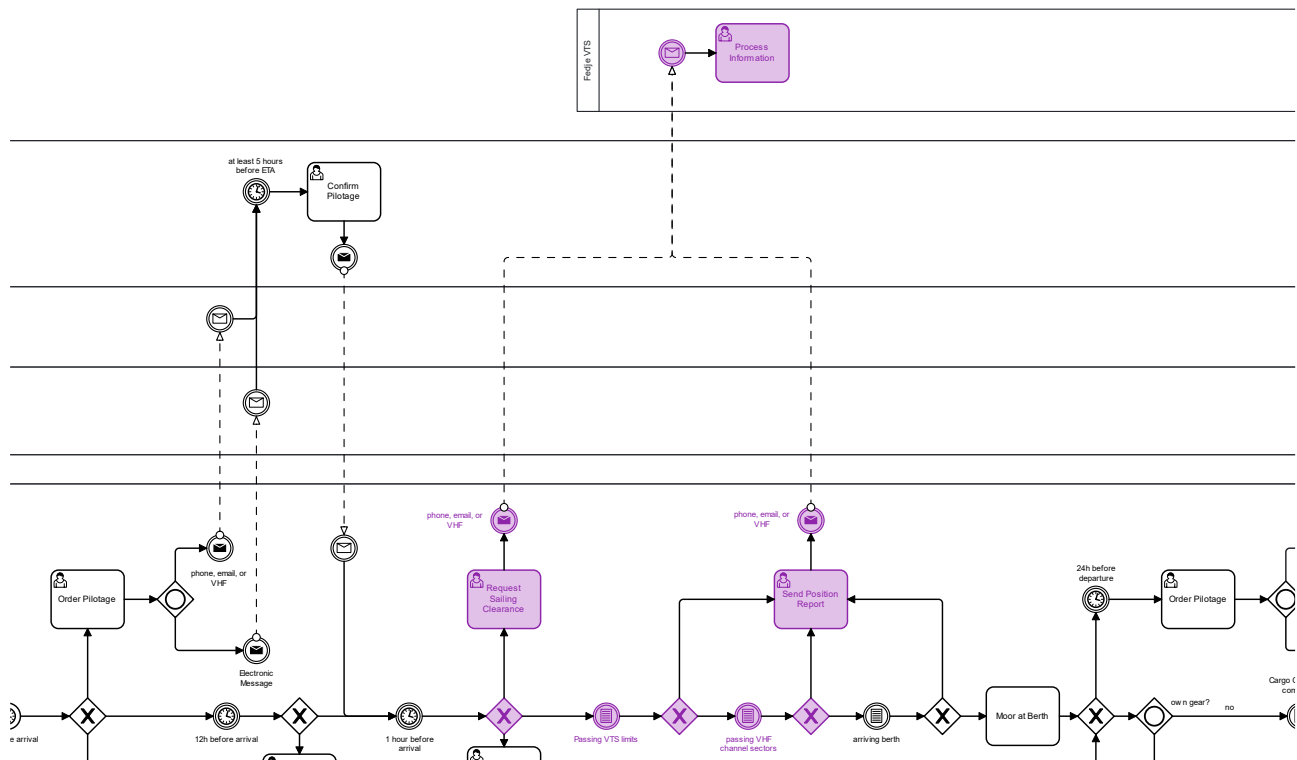 Fedje VTS
Process
Information
at least 5 hours
before ETA
Confirm
Pilotage
phone, email, or
VHF
phone, email, or
VHF
Order Pilotage
phone, email, or
VHF
Request
Sailing
Clearance
Send Position
Report
24h before
departure
Order Pilotage
Electronic
Message
Cargo
own gear?
no
Moor at Berth
arrival
12h before arrival
1 hour before
arrival
Passing VTS limits
passing VHF
channel sectors
arriving berth